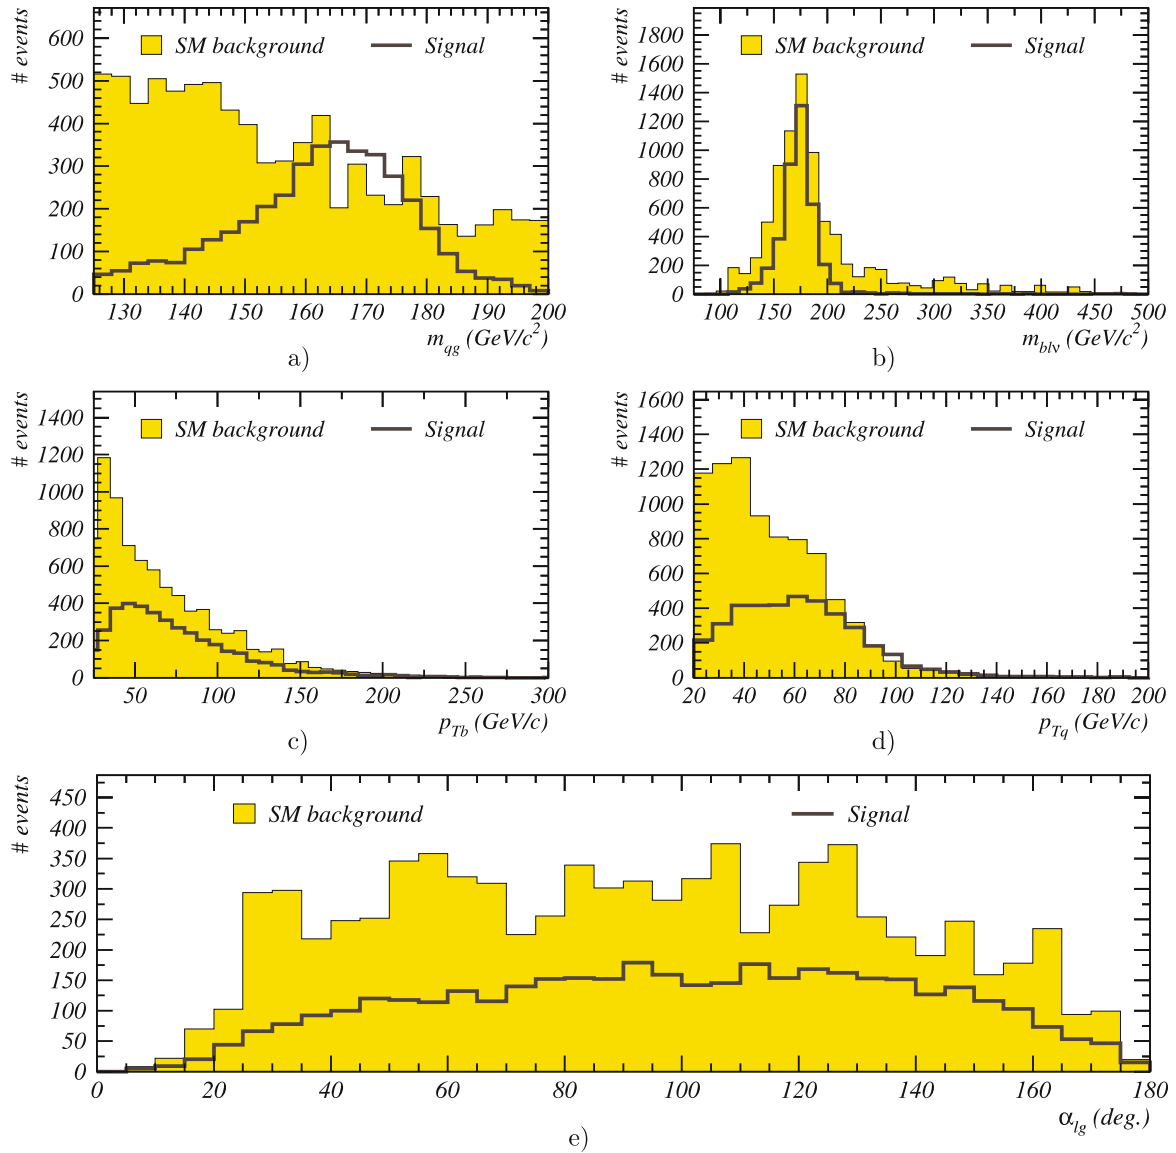 # events
SM background
Signal
600
500
400
300
200
100
0
130 140 150 160 170 180 190 200
m_qg (GeV/c²)
a)
# events
SM background
Signal
1800
1600
1400
1200
1000
800
600
400
200
0
100 150 200 250 300 350 400 450 500
m_blν (GeV/c²)
b)
# events
SM background
Signal
1400
1200
1000
800
600
400
200
0
50 100 150 200 250 300
p_Tb (GeV/c)
c)
# events
SM background
Signal
1600
1400
1200
1000
800
600
400
200
0
20 40 60 80 100 120 140 160 180 200
p_Tq (GeV/c)
d)
# events
SM background
Signal
450
400
350
300
250
200
150
100
50
0
0 20 40 60 80 100 120 140 160 180
α_lg (deg.)
e)